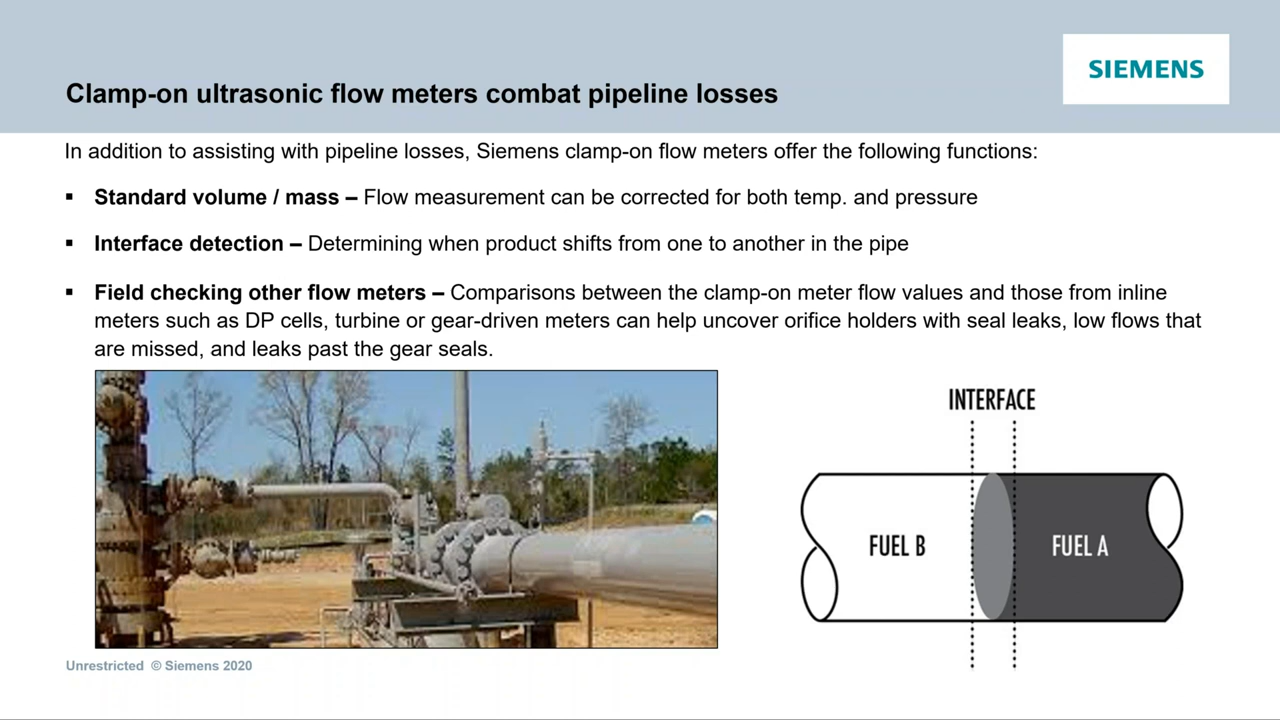 SIEMENS
Clamp-on ultrasonic flow meters combat pipeline losses
In addition to assisting with pipeline losses, Siemens clamp-on flow meters offer the following functions:
▪ Standard volume / mass – Flow measurement can be corrected for both temp. and pressure
▪ Interface detection – Determining when product shifts from one to another in the pipe
▪ Field checking other flow meters – Comparisons between the clamp-on meter flow values and those from inline
meters such as DP cells, turbine or gear-driven meters can help uncover orifice holders with seal leaks, low flows that
are missed, and leaks past the gear seals.
INTERFACE
FUEL B
FUEL A
Unrestricted © Siemens 2020